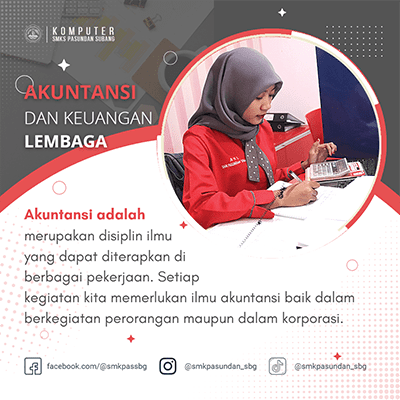 KOMPUTER
SMKS PASUNDAN SUBANG
AKUNTANSI
DAN KEUANGAN
LEMBAGA
Akuntansi adalah
merupakan disiplin ilmu
yang dapat diterapkan di
berbagai pekerjaan. Setiap
kegiatan kita memerlukan ilmu akuntansi baik dalam
berkegiatan perorangan maupun dalam korporasi.
facebook.com/@smkpassbg
@smkpasundan_sbg
@smkpasundan_sbg